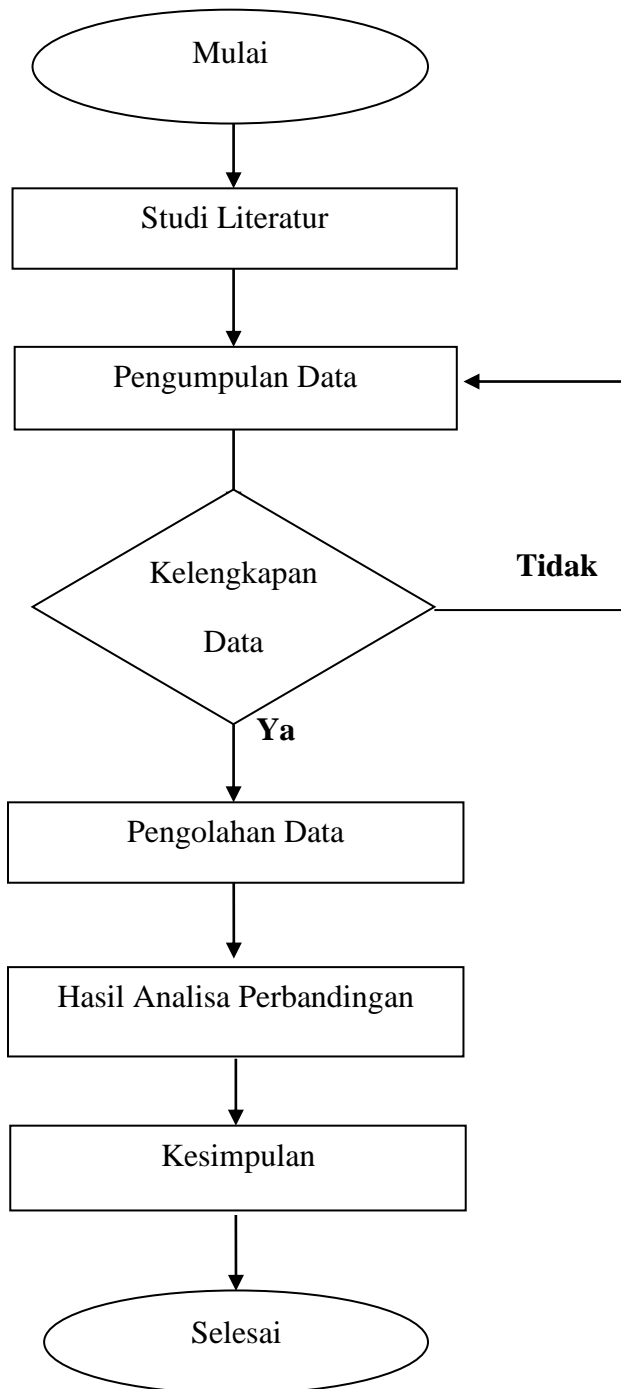 Mulai
Studi Literatur
Pengumpulan Data
Kelengkapan
Data
Tidak
Ya
Pengolahan Data
Hasil Analisa Perbandingan
Kesimpulan
Selesai